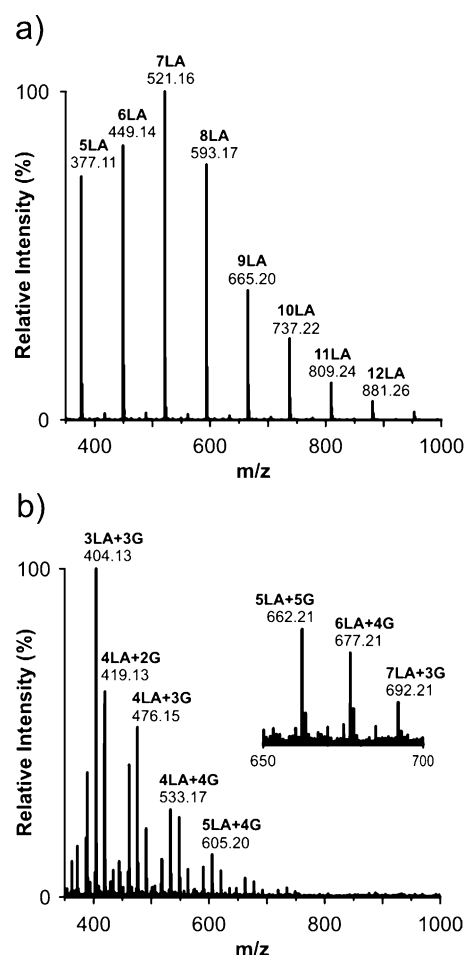 a)
Relative Intensity (%)
100
0
5LA
377.11
6LA
449.14
7LA
521.16
8LA
593.17
9LA
665.20
10LA
737.22
11LA
809.24
12LA
881.26
400
600
800
1000
m/z
b)
Relative Intensity (%)
100
0
3LA+3G
404.13
4LA+2G
419.13
4LA+3G
476.15
4LA+4G
533.17
5LA+4G
605.20
5LA+5G
662.21
6LA+4G
677.21
7LA+3G
692.21
650
700
400
600
800
1000
m/z